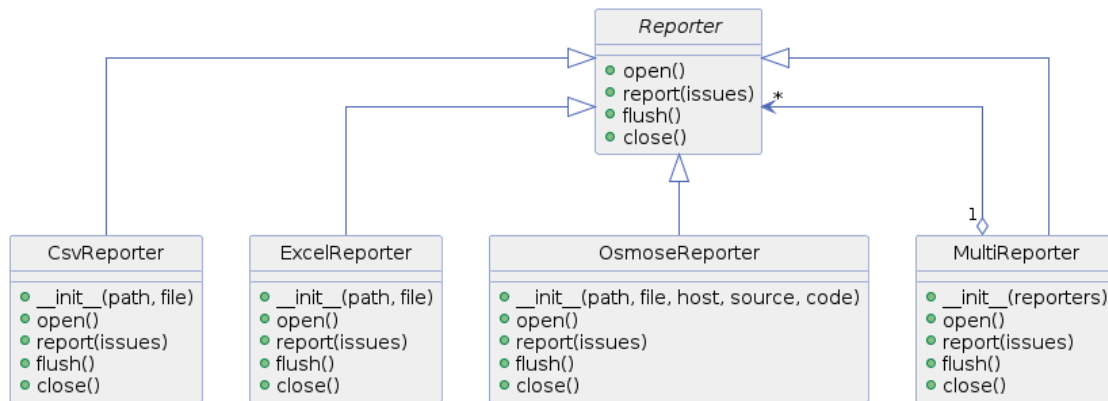 Reporter
open()
report(issues)
flush()
close()
*
1
CsvReporter
__init__(path, file)
open()
report(issues)
flush()
close()
ExcelReporter
__init__(path, file)
open()
report(issues)
flush()
close()
OsmoseReporter
__init__(path, file, host, source, code)
open()
report(issues)
flush()
close()
MultiReporter
__init__(reporters)
open()
report(issues)
flush()
close()